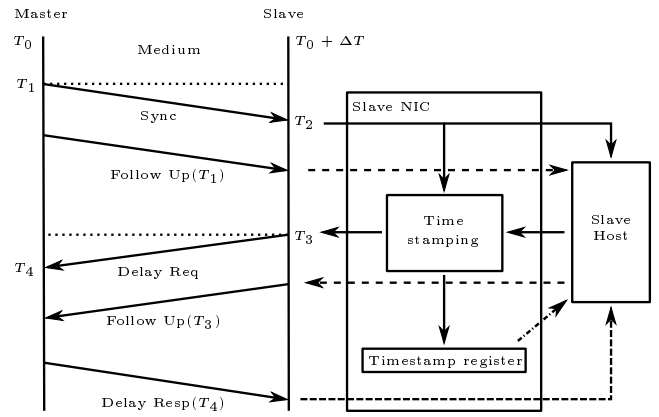 Master
Slave
T0
T0 + ΔT
Medium
T1
Slave NIC
Sync
T2
Follow Up(T1)
Time
stamping
Slave
Host
T3
T4
Delay Req
Follow Up(T3)
Timestamp register
Delay Resp(T4)